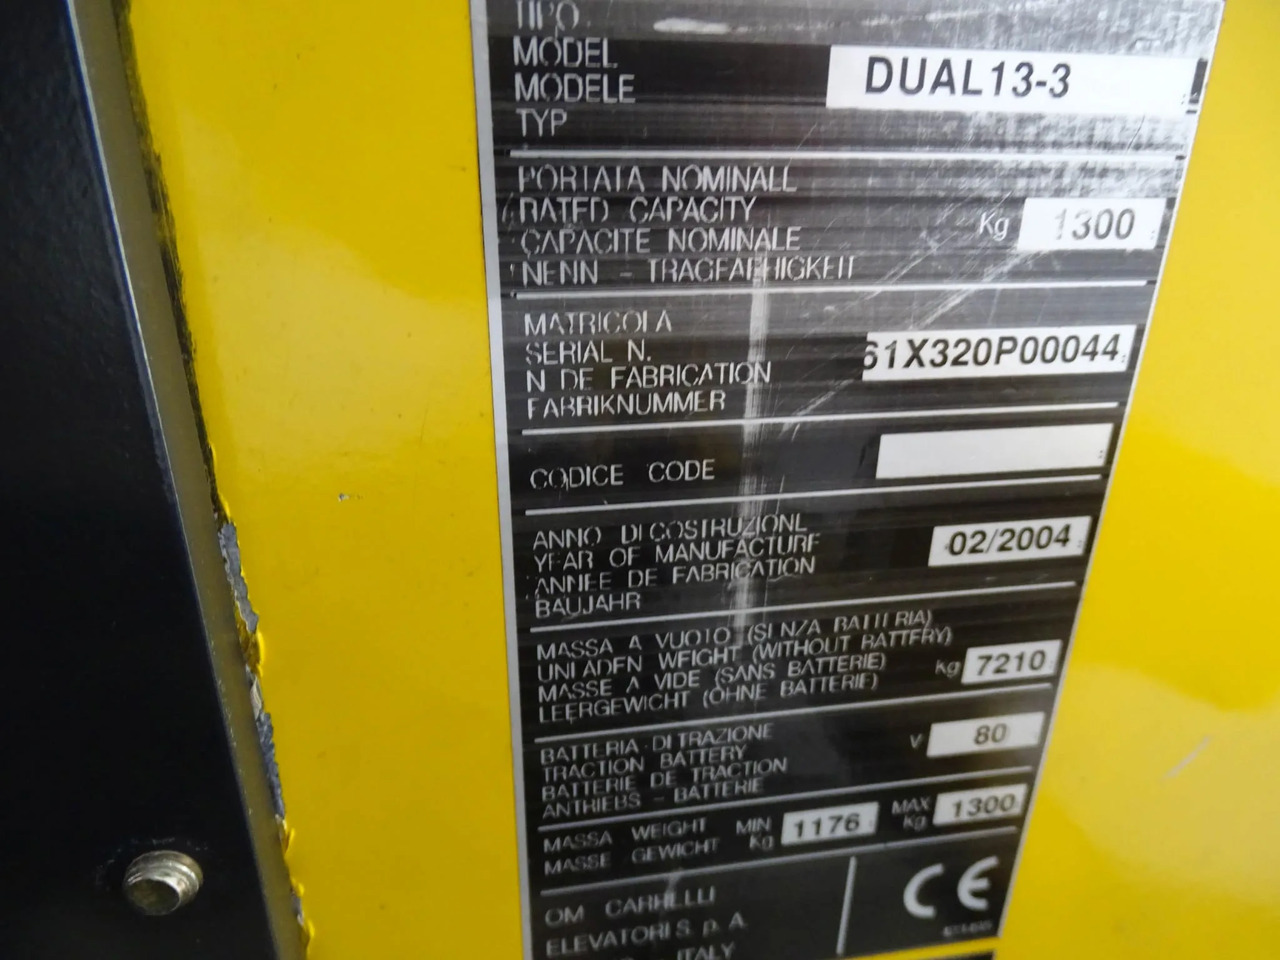 TIPO
MODEL
MODELE
TYP
DUAL13-3
PORTATA NOMINALE
RATED CAPACITY
CAPACITE NOMINALE
NENN - TRAGFAEHIGKEIT
Kg 1300
MATRICOLA
SERIAL N.
N DE FABRICATION
FABRIKNUMMER
61X320P00044
CODICE CODE
ANNO DI COSTRUZIONE
YEAR OF MANUFACTURE
ANNEE DE FABRICATION
BAUJAHR
02/2004
MASSA A VUOTO (SENZA BATTERIA)
UNLADEN WEIGHT (WITHOUT BATTERY)
MASSE A VIDE (SANS BATTERIE)
LEERGEWICHT (OHNE BATTERIE)
Kg 7210
BATTERIA DI TRAZIONE
TRACTION BATTERY
BATTERIE DE TRACTION
ANTRIEBS - BATTERIE
V 80
MASSA WEIGHT
MASSE GEWICHT
MIN Kg 1176
MAX Kg 1300
OM CARRELLI
ELEVATORI S.p.A.
ITALY
CE